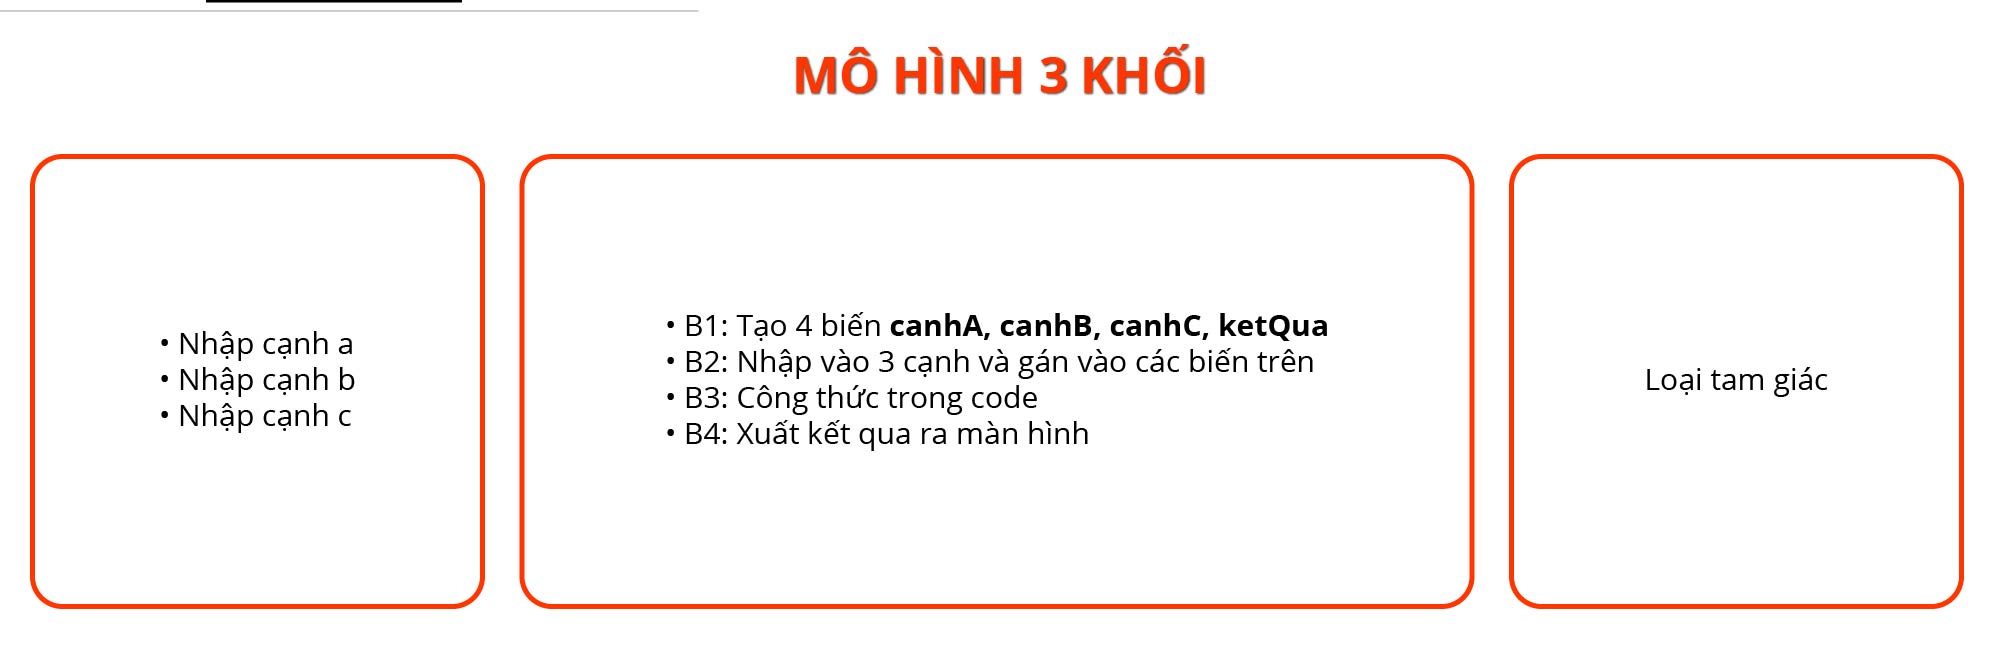 MÔ HÌNH 3 KHỐI
• Nhập cạnh a
• Nhập cạnh b
• Nhập cạnh c
• B1: Tạo 4 biến canhA, canhB, canhC, ketQua
• B2: Nhập vào 3 cạnh và gán vào các biến trên
• B3: Công thức trong code
• B4: Xuất kết qua ra màn hình
Loại tam giác